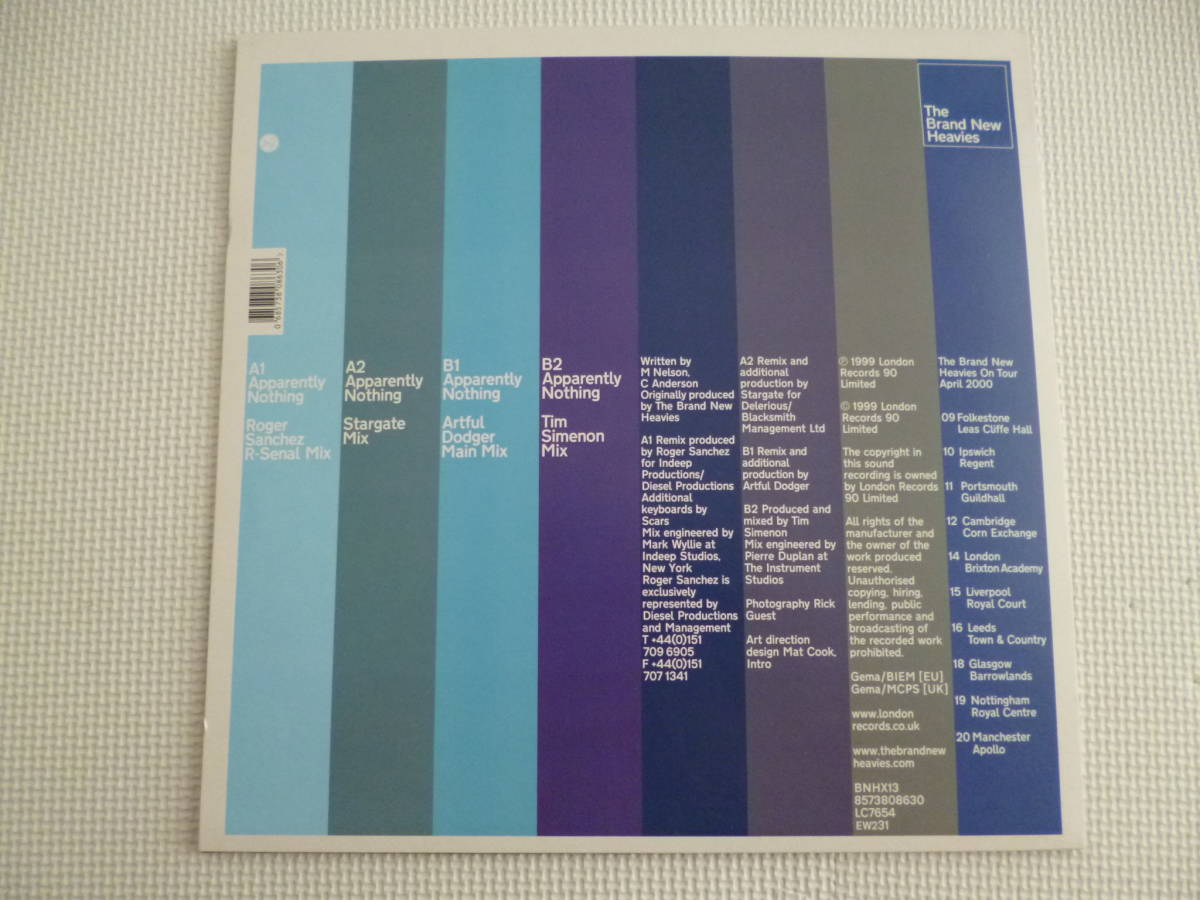 The
Brand New
Heavies
0 685738 086306 >
A1
Apparently
Nothing
Roger
Sanchez
R-Senal Mix
A2
Apparently
Nothing
Stargate
Mix
B1
Apparently
Nothing
Artful
Dodger
Main Mix
B2
Apparently
Nothing
Tim
Simenon
Mix
Written by
M Nelson,
C Anderson
Originally produced
by The Brand New
Heavies
A1 Remix produced
by Roger Sanchez
for Indeep
Productions/
Diesel Productions
Additional
keyboards by
Scars
Mix engineered by
Mark Wyllie at
Indeep Studios,
New York
Roger Sanchez is
exclusively
represented by
Diesel Productions
and Management
T +44(0)151
709 6905
F +44(0)151
707 1341
A2 Remix and
additional
production by
Stargate for
Delerious/
Blacksmith
Management Ltd
B1 Remix and
additional
production by
Artful Dodger
B2 Produced and
mixed by Tim
Simenon
Mix engineered by
Pierre Duplan at
The Instrument
Studios
Photography Rick
Guest
Art direction
design Mat Cook,
Intro
℗ 1999 London
Records 90
Limited
© 1999 London
Records 90
Limited
The copyright in
this sound
recording is owned
by London Records
90 Limited
All rights of the
manufacturer and
the owner of the
work produced
reserved.
Unauthorised
copying, hiring,
lending, public
performance and
broadcasting of
the recorded work
prohibited.
Gema/BIEM [EU]
Gema/MCPS [UK]
www.london
records.co.uk
www.thebrandnew
heavies.com
BNHX13
8573808630
LC7654
EW231
The Brand New
Heavies On Tour
April 2000
09 Folkestone
Leas Cliffe Hall
10 Ipswich
Regent
11 Portsmouth
Guildhall
12 Cambridge
Corn Exchange
14 London
Brixton Academy
15 Liverpool
Royal Court
16 Leeds
Town & Country
18 Glasgow
Barrowlands
19 Nottingham
Royal Centre
20 Manchester
Apollo